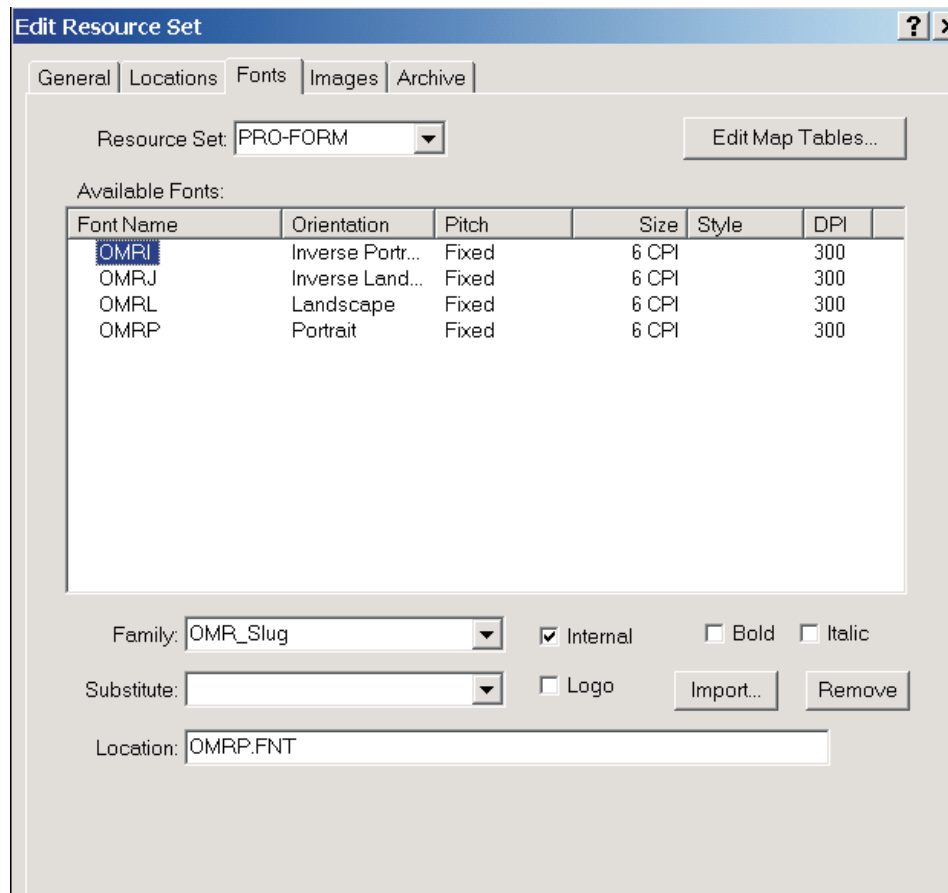 Edit Resource Set
General Locations Fonts Images Archive
Resource Set: PRO-FORM Edit Map Tables...
Available Fonts:
Font Name Orientation Pitch Size Style DPI
OMRI Inverse Portr... Fixed 6 CPI 300
OMRJ Inverse Land... Fixed 6 CPI 300
OMRL Landscape Fixed 6 CPI 300
OMRP Portrait Fixed 6 CPI 300
Family: OMR_Slug Internal Bold Italic
Substitute: Logo Import... Remove
Location: OMRP.FNT